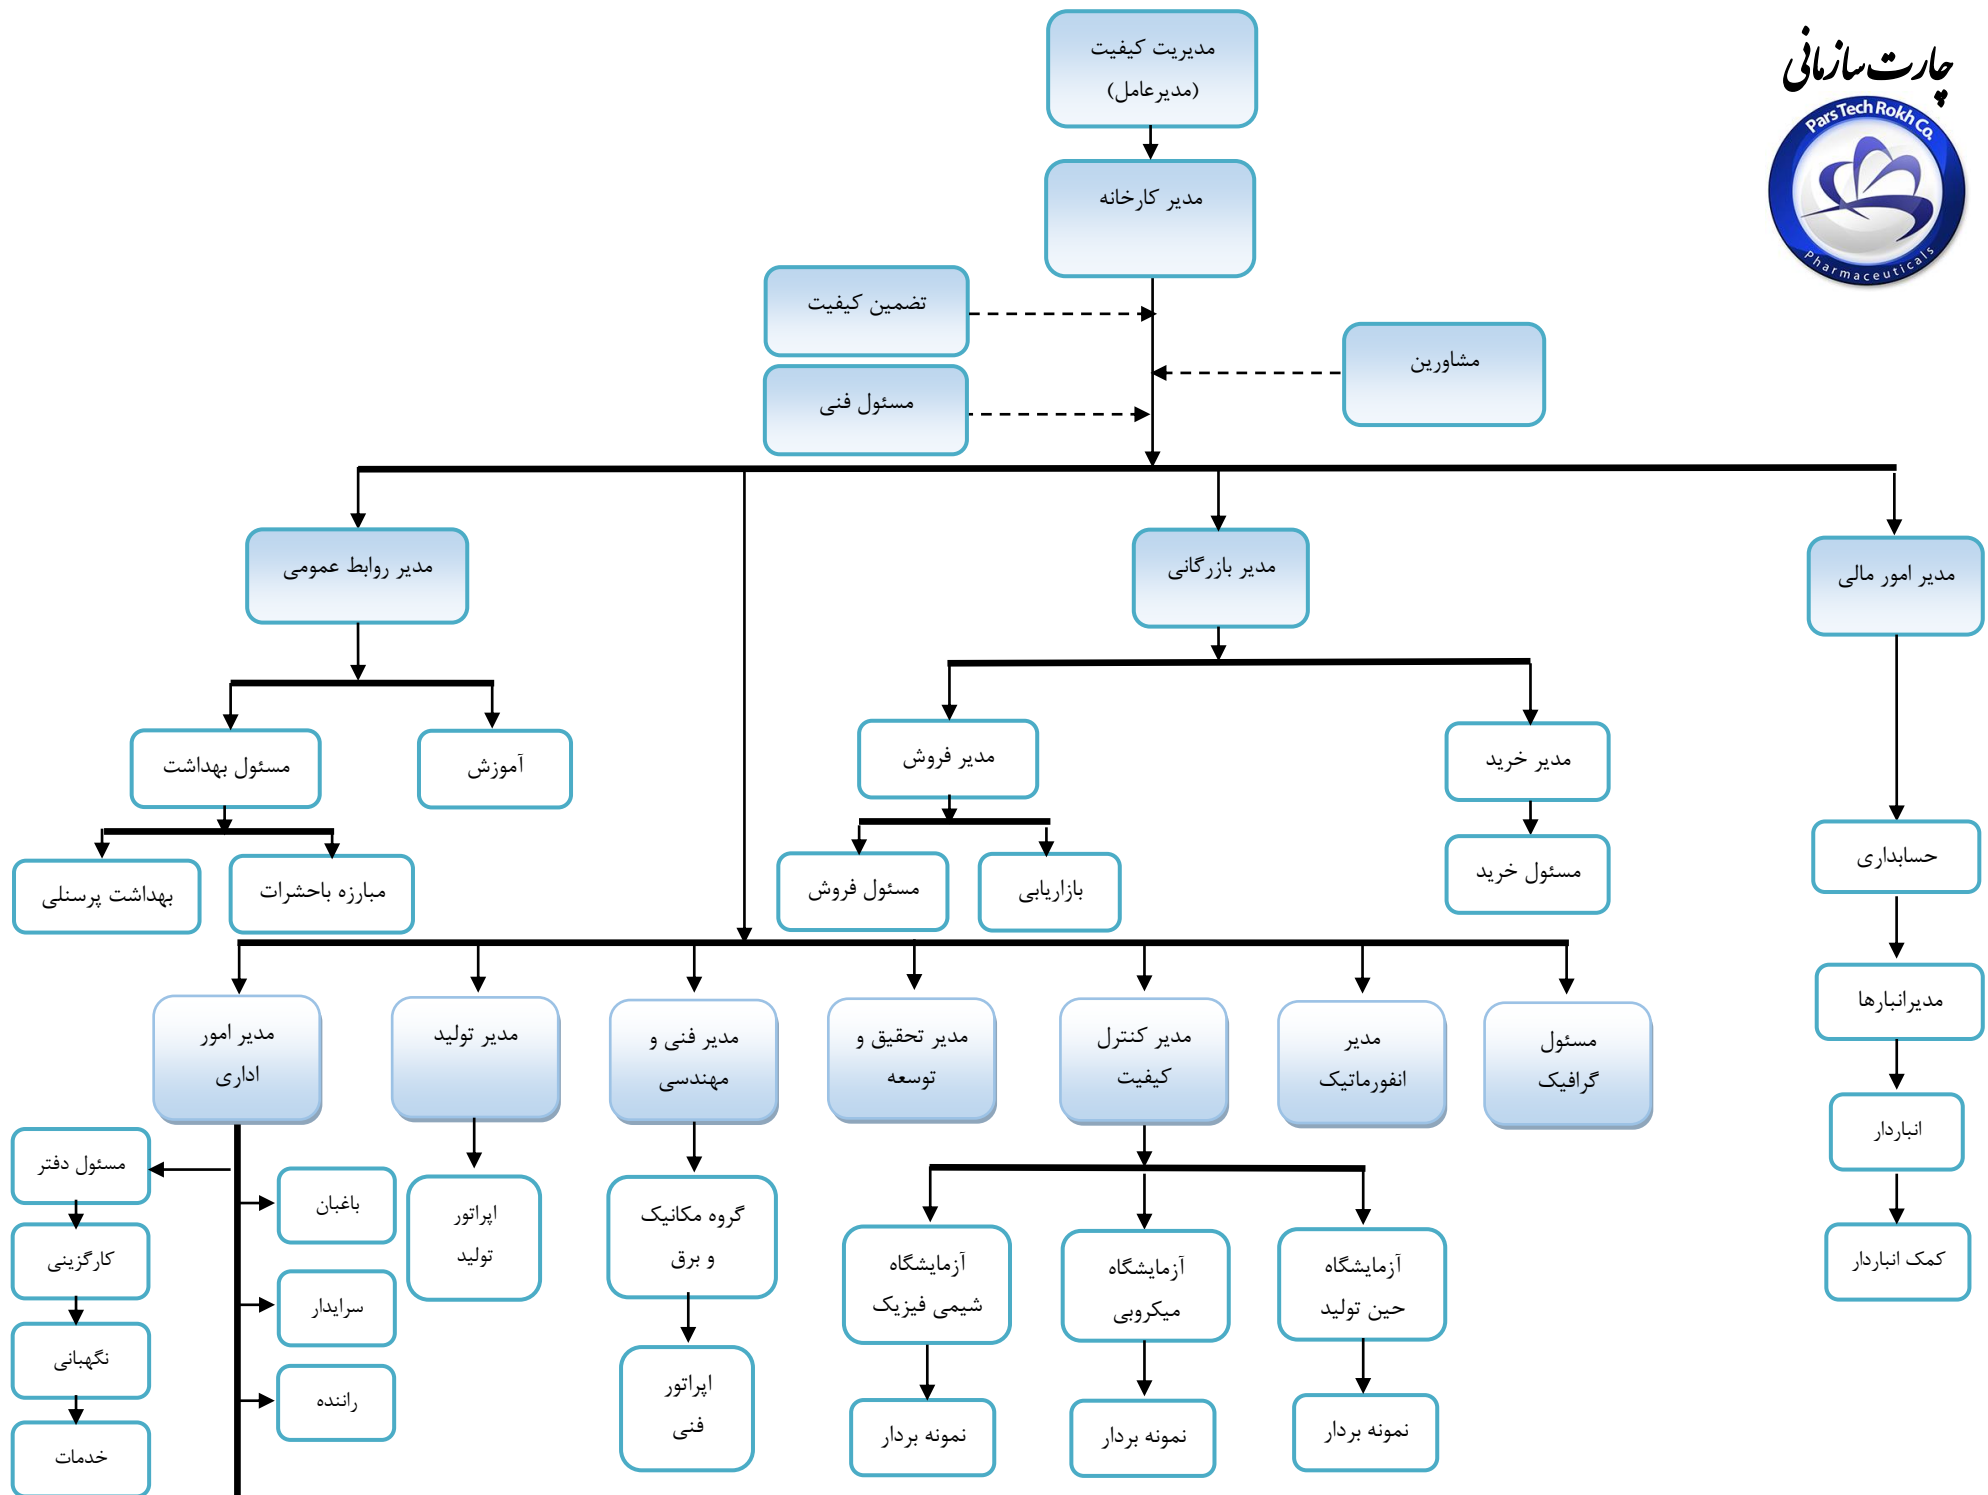 چارت سازمانی
ParsTech Rokh Co.
Pharmaceuticals
مدیریت کیفیت
(مدیرعامل)
مدیر کارخانه
تضمین کیفیت
مشاورین
مسئول فنی
مدیر روابط عمومی
مدیر بازرگانی
مدیر امور مالی
مسئول بهداشت
آموزش
مدیر فروش
مدیر خرید
بهداشت پرسنلی
مبارزه باحشرات
مسئول فروش
بازاریابی
مسئول خرید
حسابداری
مدیرانبارها
انباردار
کمک انباردار
مدیر امور
اداری
مدیر تولید
مدیر فنی و
مهندسی
مدیر تحقیق و
توسعه
مدیر کنترل
کیفیت
مدیر
انفورماتیک
مسئول
گرافیک
مسئول دفتر
کارگزینی
نگهبانی
خدمات
باغبان
سرایدار
راننده
اپراتور
تولید
گروه مکانیک
و برق
اپراتور
فنی
آزمایشگاه
شیمی فیزیک
نمونه بردار
آزمایشگاه
میکروبی
نمونه بردار
آزمایشگاه
حین تولید
نمونه بردار